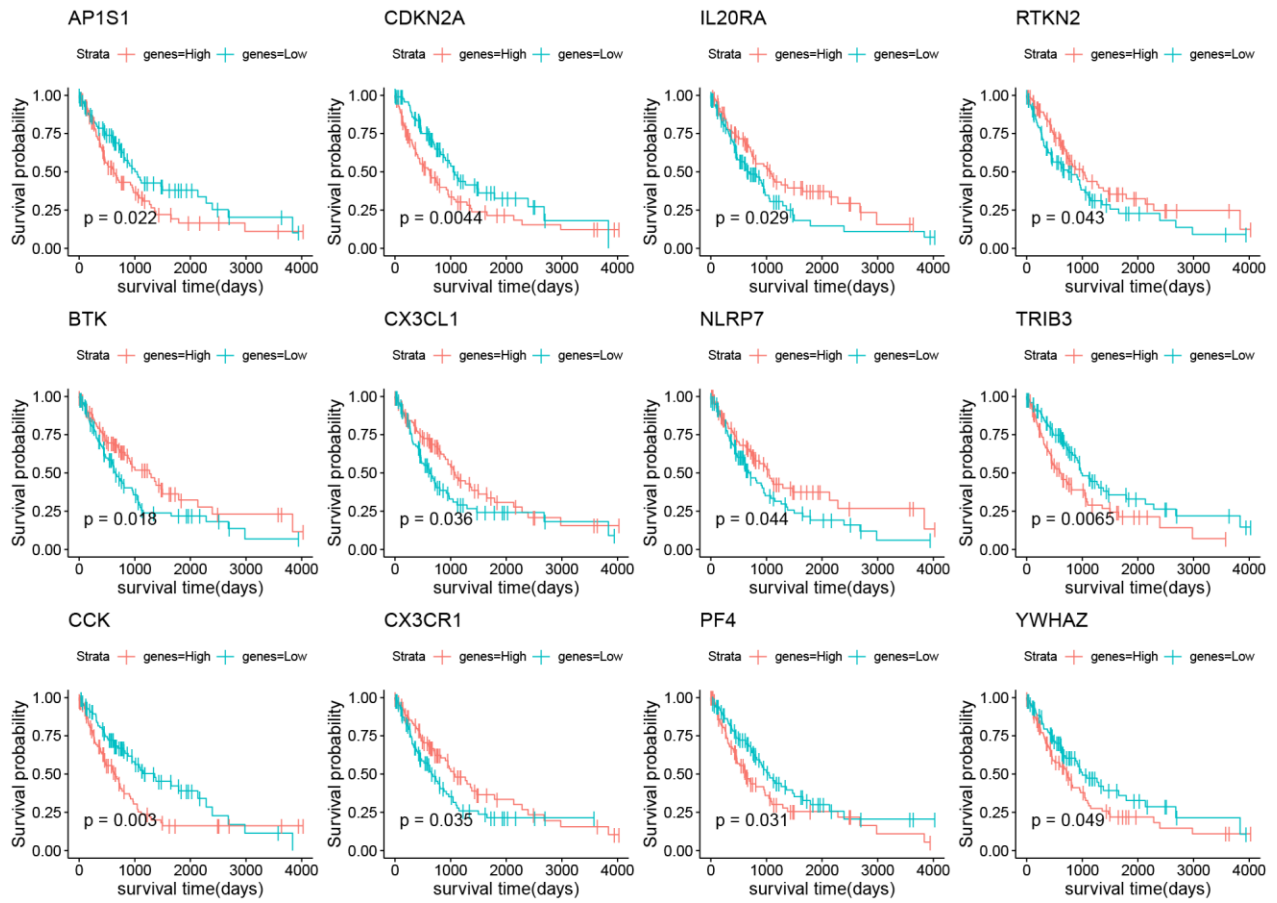 AP1S1
Strata genes=High genes=Low
Survival probability
1.00
0.75
0.50
0.25
0.00
p = 0.022
0 1000 2000 3000 4000
survival time(days)
CDKN2A
Strata genes=High genes=Low
Survival probability
1.00
0.75
0.50
0.25
0.00
p = 0.0044
0 1000 2000 3000 4000
survival time(days)
IL20RA
Strata genes=High genes=Low
Survival probability
1.00
0.75
0.50
0.25
0.00
p = 0.029
0 1000 2000 3000 4000
survival time(days)
RTKN2
Strata genes=High genes=Low
Survival probability
1.00
0.75
0.50
0.25
0.00
p = 0.043
0 1000 2000 3000 4000
survival time(days)
BTK
Strata genes=High genes=Low
Survival probability
1.00
0.75
0.50
0.25
0.00
p = 0.018
0 1000 2000 3000 4000
survival time(days)
CX3CL1
Strata genes=High genes=Low
Survival probability
1.00
0.75
0.50
0.25
0.00
p = 0.036
0 1000 2000 3000 4000
survival time(days)
NLRP7
Strata genes=High genes=Low
Survival probability
1.00
0.75
0.50
0.25
0.00
p = 0.044
0 1000 2000 3000 4000
survival time(days)
TRIB3
Strata genes=High genes=Low
Survival probability
1.00
0.75
0.50
0.25
0.00
p = 0.0065
0 1000 2000 3000 4000
survival time(days)
CCK
Strata genes=High genes=Low
Survival probability
1.00
0.75
0.50
0.25
0.00
p = 0.003
0 1000 2000 3000 4000
survival time(days)
CX3CR1
Strata genes=High genes=Low
Survival probability
1.00
0.75
0.50
0.25
0.00
p = 0.035
0 1000 2000 3000 4000
survival time(days)
PF4
Strata genes=High genes=Low
Survival probability
1.00
0.75
0.50
0.25
0.00
p = 0.031
0 1000 2000 3000 4000
survival time(days)
YWHAZ
Strata genes=High genes=Low
Survival probability
1.00
0.75
0.50
0.25
0.00
p = 0.049
0 1000 2000 3000 4000
survival time(days)